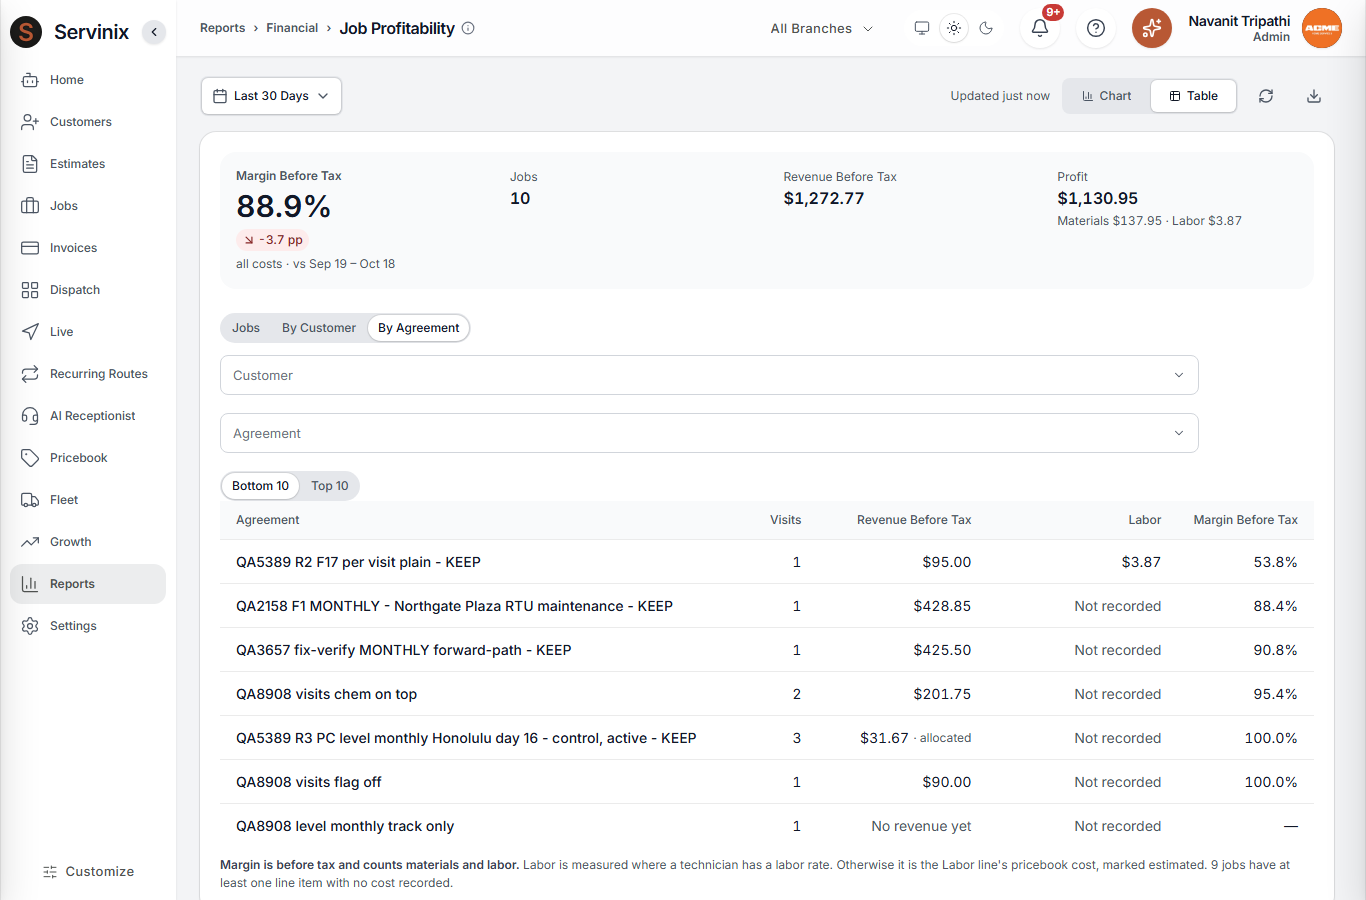 Servinix
Home
Customers
Estimates
Jobs
Invoices
Dispatch
Live
Recurring Routes
AI Receptionist
Pricebook
Fleet
Growth
Reports
Settings
Customize
Reports › Financial › Job Profitability
All Branches
9+
Navanit Tripathi
Admin
ACME
Last 30 Days
Updated just now
Chart
Table
Margin Before Tax
88.9%
-3.7 pp
all costs · vs Sep 19 – Oct 18
Jobs
10
Revenue Before Tax
$1,272.77
Profit
$1,130.95
Materials $137.95 · Labor $3.87
Jobs By Customer By Agreement
Customer
Agreement
Bottom 10 Top 10
Agreement Visits Revenue Before Tax Labor Margin Before Tax
QA5389 R2 F17 per visit plain - KEEP 1 $95.00 $3.87 53.8%
QA2158 F1 MONTHLY - Northgate Plaza RTU maintenance - KEEP 1 $428.85 Not recorded 88.4%
QA3657 fix-verify MONTHLY forward-path - KEEP 1 $425.50 Not recorded 90.8%
QA8908 visits chem on top 2 $201.75 Not recorded 95.4%
QA5389 R3 PC level monthly Honolulu day 16 - control, active - KEEP 3 $31.67 · allocated Not recorded 100.0%
QA8908 visits flag off 1 $90.00 Not recorded 100.0%
QA8908 level monthly track only 1 No revenue yet Not recorded —
Margin is before tax and counts materials and labor. Labor is measured where a technician has a labor rate. Otherwise it is the Labor line's pricebook cost, marked estimated. 9 jobs have at
least one line item with no cost recorded.